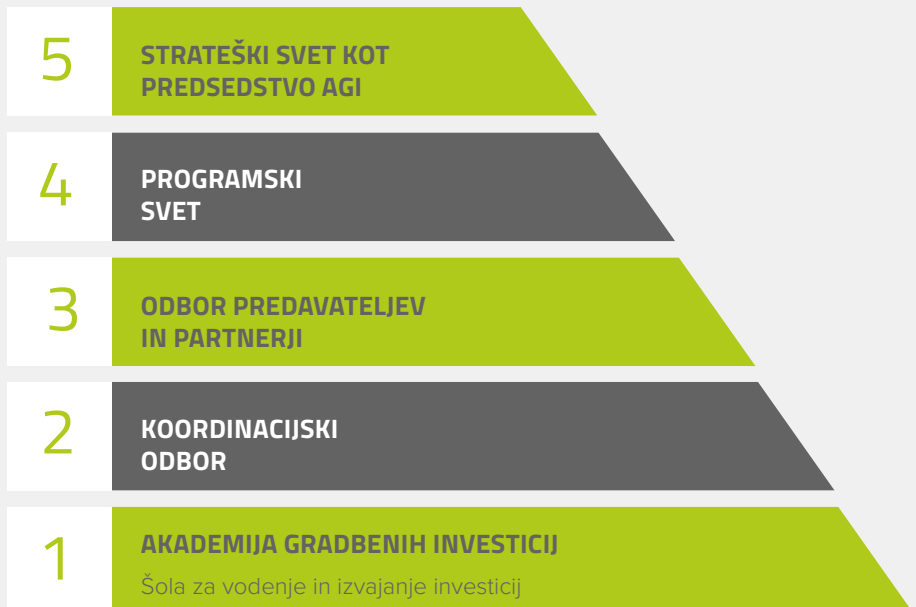 5
STRATEŠKI SVET KOT
PREDSEDSTVO AGI
4
PROGRAMSKI
SVET
3
ODBOR PREDAVATELJEV
IN PARTNERJI
2
KOORDINACIJSKI
ODBOR
1
AKADEMIJA GRADBENIH INVESTICIJ
Šola za vodenje in izvajanje investicij